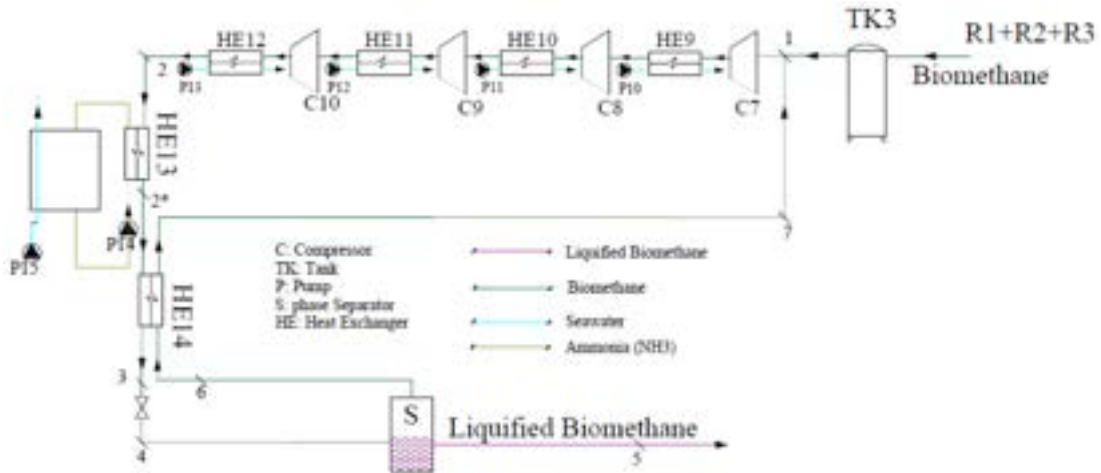 TK3
R1+R2+R3
Biomethane
HE12
HE11
HE10
HE9
1
2
P13
P12
P11
P10
C10
C9
C8
C7
HE13
2*
P14
P15
7
HE14
C: Compressor
TK: Tank
P: Pump
S: phase Separator
HE: Heat Exchanger
Liquified Biomethane
Biomethane
Seawater
Ammonia (NH3)
3
6
S
4
Liquified Biomethane
5